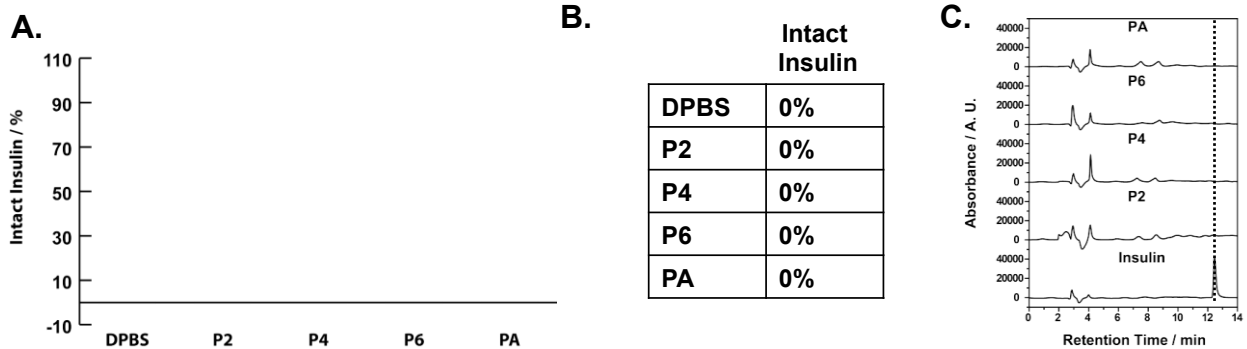 A.
Intact Insulin / %
110
90
70
50
30
10
-10
DPBS P2 P4 P6 PA
B.
Intact
Insulin
DPBS 0%
P2 0%
P4 0%
P6 0%
PA 0%
C.
Absorbance / A. U.
PA
40000
20000
0
P6
40000
20000
0
P4
40000
20000
0
P2
40000
20000
0
Insulin
40000
20000
0
0 2 4 6 8 10 12 14
Retention Time / min